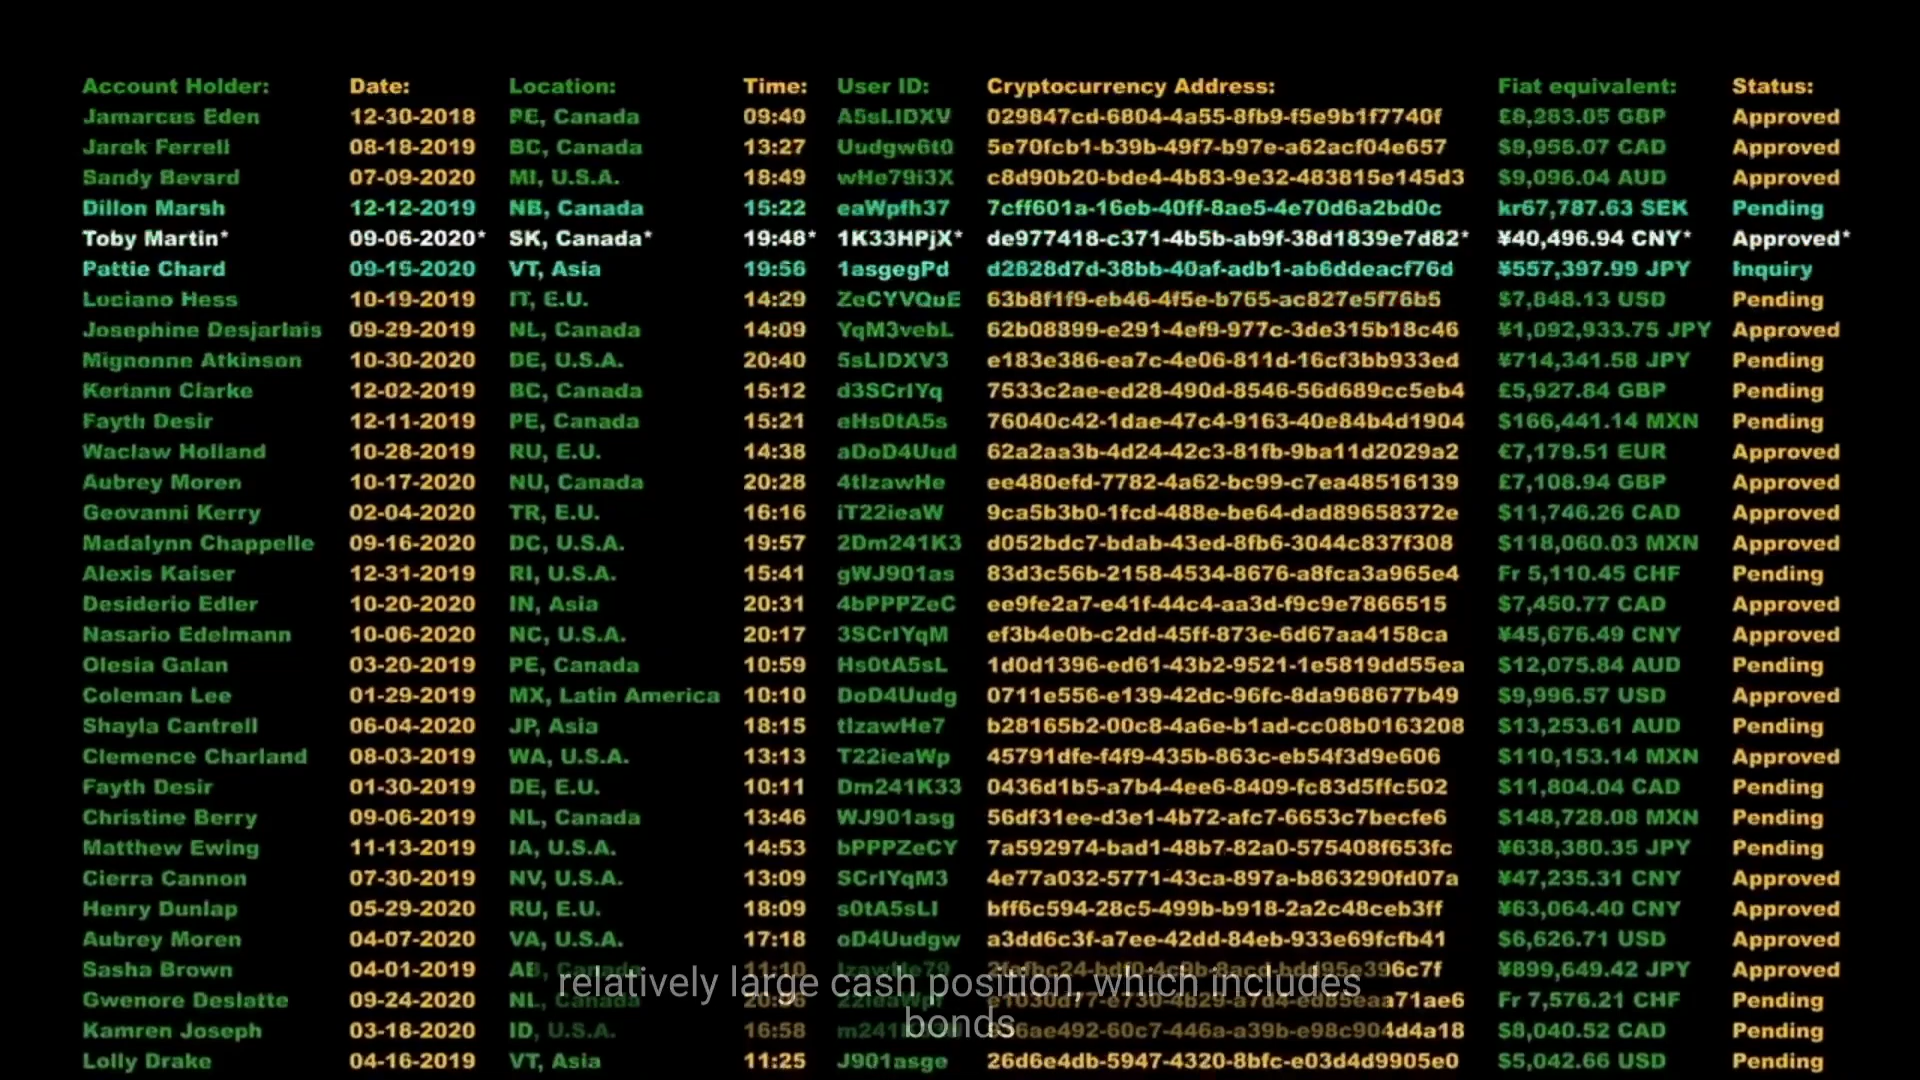 Account Holder: Date: Location: Time: User ID: Cryptocurrency Address: Fiat equivalent: Status:
Jamarcus Eden 12-30-2018 PE, Canada 09:40 A5sLIDXV 029847cd-6804-4a55-8fb9-f5e9b1f7740f £8,283.05 GBP Approved
Jarek Ferrell 08-18-2019 BC, Canada 13:27 Uudgw6t0 5e70fcb1-b39b-49f7-b97e-a62acf04e657 $9,956.07 CAD Approved
Sandy Bevard 07-09-2020 MI, U.S.A. 18:49 wHe79i3X c8d90b20-bde4-4b83-9e32-483815e145d3 $9,096.04 AUD Approved
Dillon Marsh 12-12-2019 NB, Canada 15:22 eaWpfh37 7cff601a-16eb-40ff-8ae5-4e70d6a2bd0c kr67,787.63 SEK Pending
Toby Martin* 09-06-2020* SK, Canada* 19:48* 1K33HPjX* de977418-c371-4b5b-ab9f-38d1839e7d82* ¥40,496.94 CNY* Approved*
Pattie Chard 09-15-2020 VT, Asia 19:56 1asgegPd d2828d7d-38bb-40af-adb1-ab6ddeacf76d ¥557,397.99 JPY Inquiry
Luciano Hess 10-19-2019 IT, E.U. 14:29 ZeCYVQuE 63b8f1f9-eb46-4f5e-b765-ac827e5f76b5 $7,848.13 USD Pending
Josephine Desjarlais 09-29-2019 NL, Canada 14:09 YqM3vebL 62b08899-e291-4ef9-977c-3de315b18c46 ¥1,092,933.75 JPY Approved
Mignonne Atkinson 10-30-2020 DE, U.S.A. 20:40 5sLIDXV3 e183e386-ea7c-4e06-811d-16cf3bb933ed ¥714,341.58 JPY Pending
Keriann Clarke 12-02-2019 BC, Canada 15:12 d3SCrIYq 7533c2ae-ed28-490d-8546-56d689cc5eb4 £5,927.84 GBP Pending
Fayth Desir 12-11-2019 PE, Canada 15:21 eHs0tA5s 76040c42-1dae-47c4-9163-40e84b4d1904 $166,441.14 MXN Pending
Waclaw Holland 10-28-2019 RU, E.U. 14:38 aDoD4Uud 62a2aa3b-4d24-42c3-81fb-9ba11d2029a2 €7,179.51 EUR Approved
Aubrey Moren 10-17-2020 NU, Canada 20:28 4tIzawHe ee480efd-7782-4a62-bc99-c7ea48516139 £7,108.94 GBP Approved
Geovanni Kerry 02-04-2020 TR, E.U. 16:16 iT22ieaW 9ca5b3b0-1fcd-488e-be64-dad89658372e $11,746.26 CAD Approved
Madalynn Chappelle 09-16-2020 DC, U.S.A. 19:57 2Dm241K3 d052bdc7-bdab-43ed-8fb6-3044c837f308 $118,060.03 MXN Approved
Alexis Kaiser 12-31-2019 RI, U.S.A. 15:41 gWJ901as 83d3c56b-2158-4534-8676-a8fca3a965e4 Fr 5,110.45 CHF Pending
Desiderio Edler 10-20-2020 IN, Asia 20:31 4bPPPZeC ee9fe2a7-e41f-44c4-aa3d-f9c9e7866515 $7,450.77 CAD Approved
Nasario Edelmann 10-06-2020 NC, U.S.A. 20:17 3SCrIYqM ef3b4e0b-c2dd-45ff-873e-6d67aa4158ca ¥45,676.49 CNY Approved
Olesia Galan 03-20-2019 PE, Canada 10:59 Hs0tA5sL 1d0d1396-ed61-43b2-9521-1e5819dd55ea $12,075.84 AUD Pending
Coleman Lee 01-29-2019 MX, Latin America 10:10 DoD4Uudg 0711e556-e139-42dc-96fc-8da968677b49 $9,996.57 USD Approved
Shayla Cantrell 06-04-2020 JP, Asia 18:15 tIzawHe7 b28165b2-00c8-4a6e-b1ad-cc08b0163208 $13,253.61 AUD Pending
Clemence Charland 08-03-2019 WA, U.S.A. 13:13 T22ieaWp 45791dfe-f4f9-435b-863c-eb54f3d9e606 $110,153.14 MXN Approved
Fayth Desir 01-30-2019 DE, E.U. 10:11 Dm241K33 0436d1b5-a7b4-4ee6-8409-fc83d5ffc502 $11,804.04 CAD Pending
Christine Berry 09-06-2019 NL, Canada 13:46 WJ901asg 56df31ee-d3e1-4b72-afc7-6653c7becfe6 $148,728.08 MXN Pending
Matthew Ewing 11-13-2019 IA, U.S.A. 14:53 bPPPZeCY 7a592974-bad1-48b7-82a0-575408f653fc ¥638,380.35 JPY Pending
Cierra Cannon 07-30-2019 NV, U.S.A. 13:09 SCrIYqM3 4e77a032-5771-43ca-897a-b863290fd07a ¥47,235.31 CNY Approved
Henry Dunlap 05-29-2020 RU, E.U. 18:09 s0tA5sLI bff6c594-28c5-499b-b918-2a2c48ceb3ff ¥63,064.40 CNY Approved
Aubrey Moren 04-07-2020 VA, U.S.A. 17:18 oD4Uudgw a3dd6c3f-a7ee-42dd-84eb-933e69fcfb41 $6,626.71 USD Approved
Sasha Brown 04-01-2019 AB, Canada 11:10 ¥899,649.42 JPY Approved
relatively large cash position, which includes
Gwenore Deslatte 09-24-2020 NL, Canada Fr 7,576.21 CHF Pending
bonds
Kamren Joseph 03-18-2020 ID, U.S.A. 16:58 $8,040.52 CAD Pending
Lolly Drake 04-16-2019 VT, Asia 11:25 J901asge 26d6e4db-5947-4320-8bfc-e03d4d9905e0 $5,042.66 USD Pending